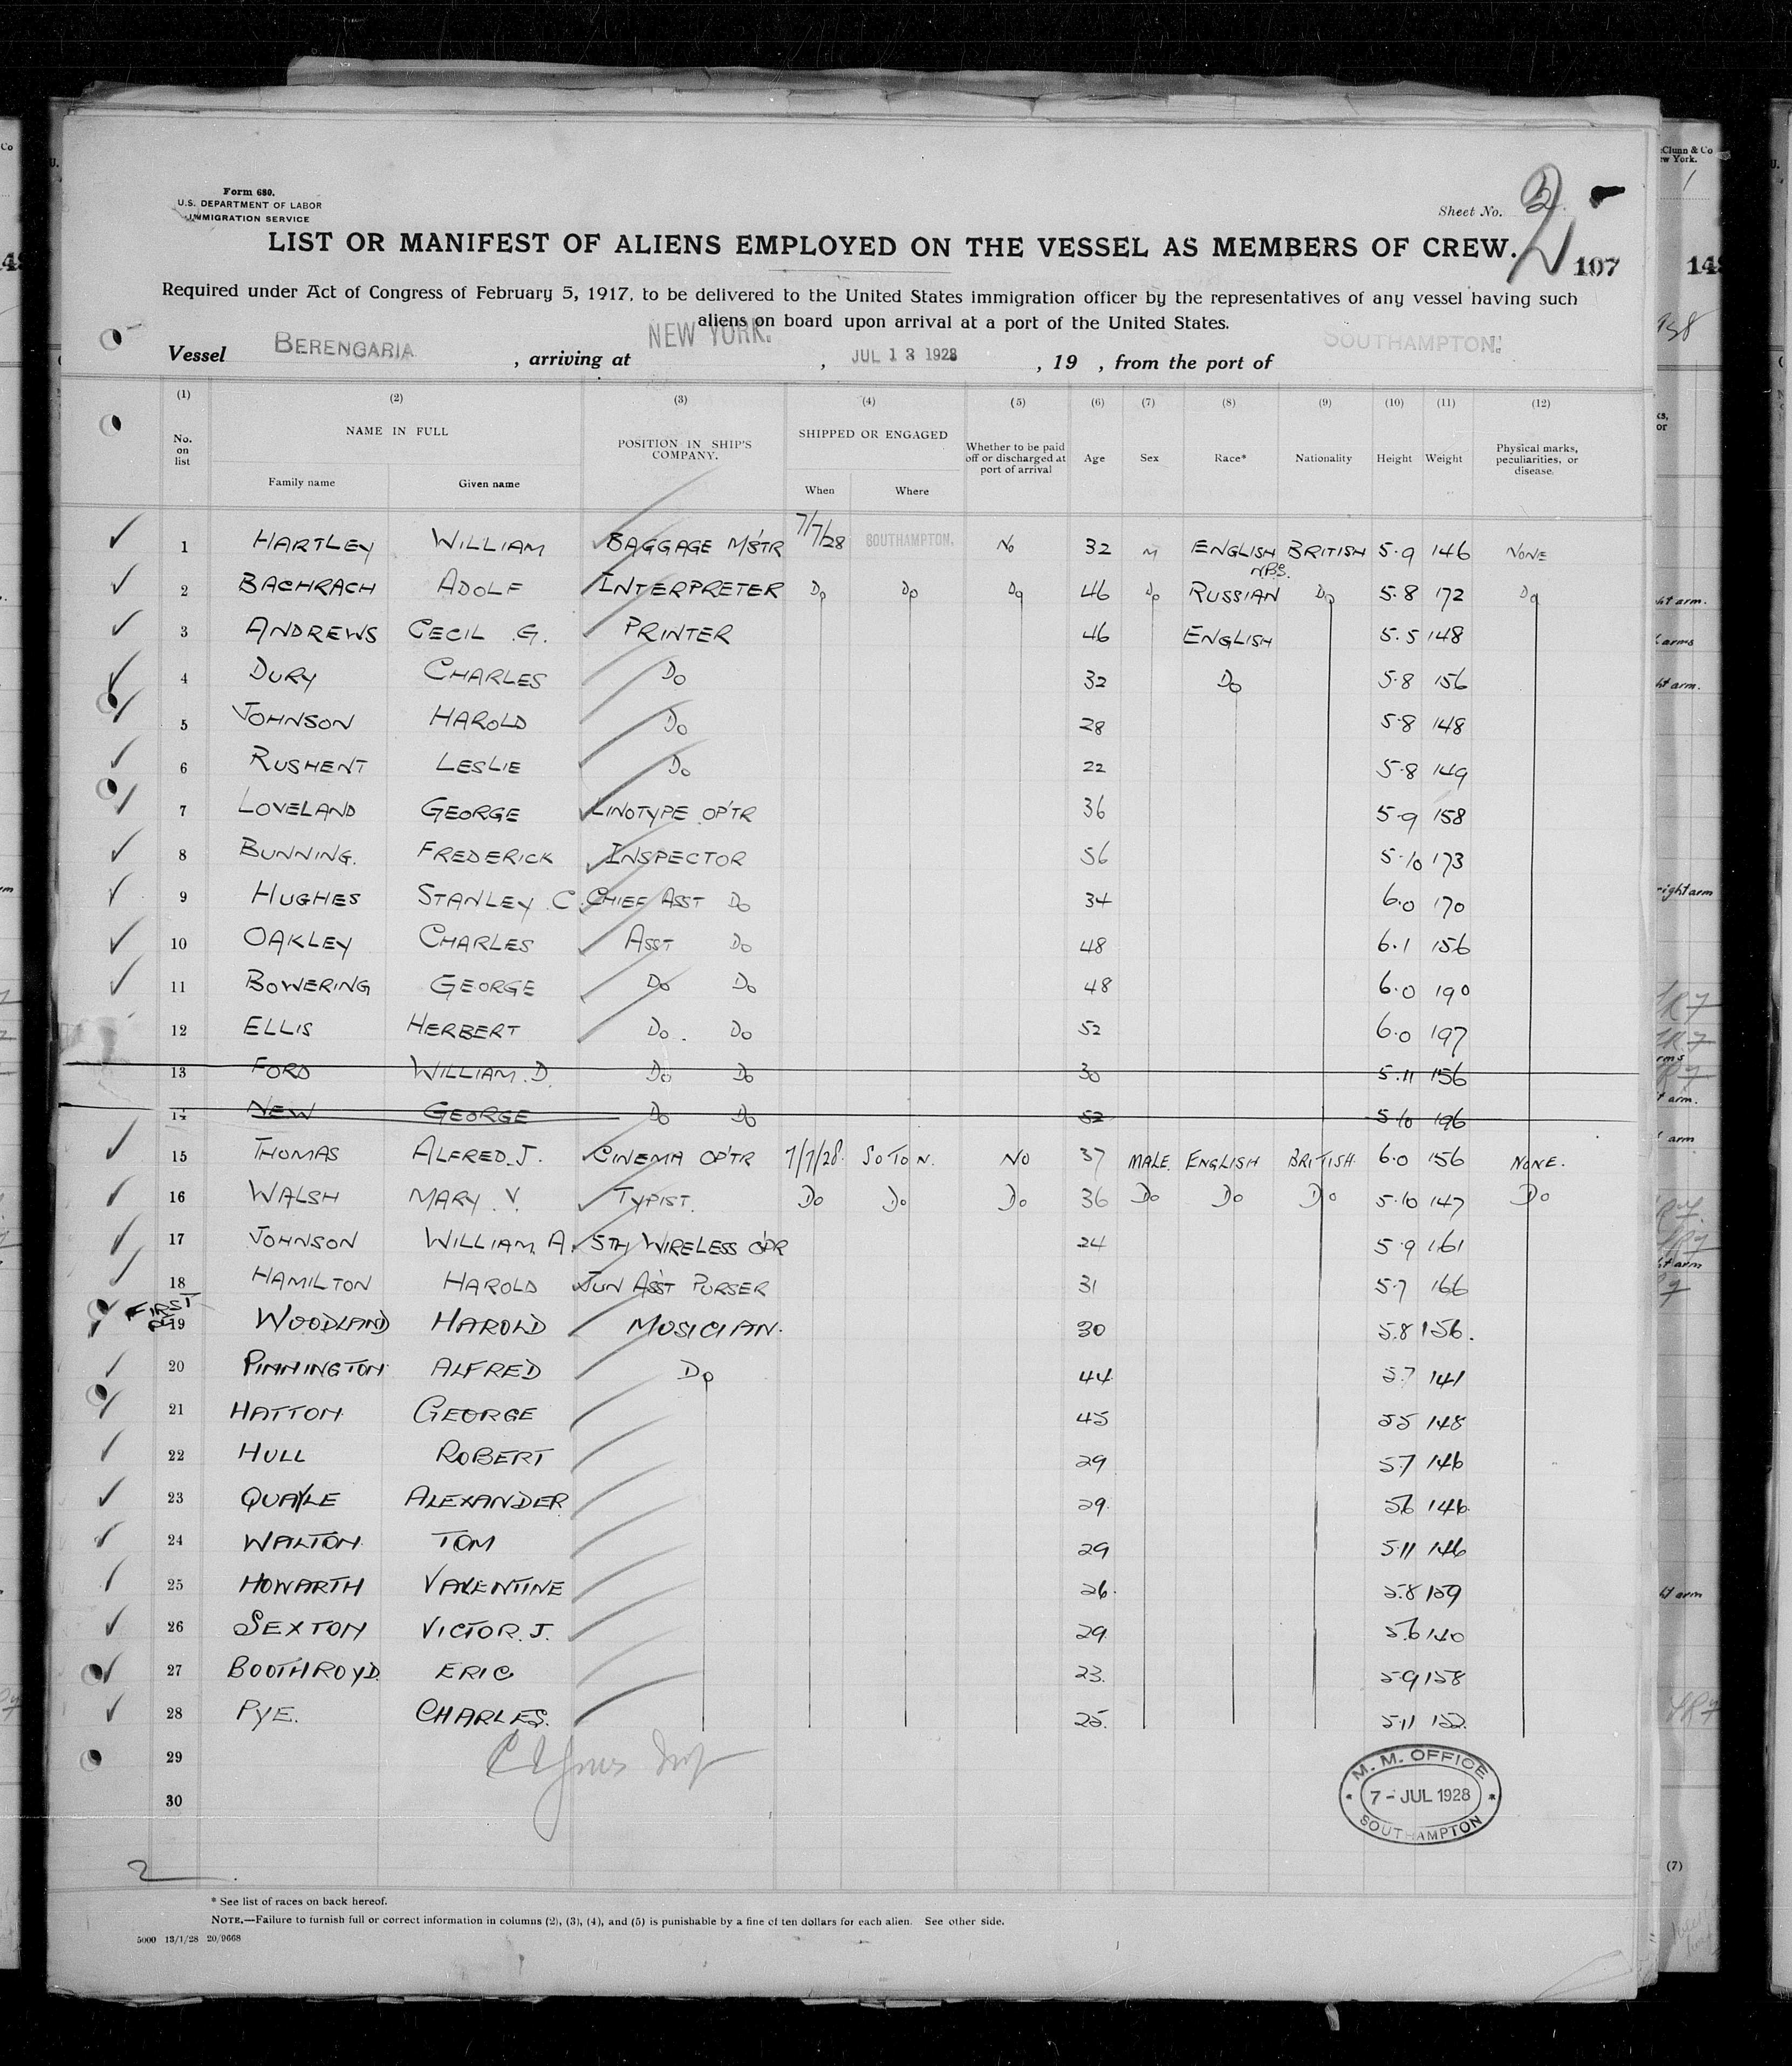 Form 680.
U.S. DEPARTMENT OF LABOR
IMMIGRATION SERVICE
Sheet No. 2
LIST OR MANIFEST OF ALIENS EMPLOYED ON THE VESSEL AS MEMBERS OF CREW.
107
Required under Act of Congress of February 5, 1917, to be delivered to the United States immigration officer by the representatives of any vessel having such
aliens on board upon arrival at a port of the United States.
Vessel BERENGARIA , arriving at NEW YORK. , JUL 13 1928 , 19 , from the port of SOUTHAMPTON.
(1) (2) (3) (4) (5) (6) (7) (8) (9) (10) (11) (12)
No. on list NAME IN FULL Family name Given name POSITION IN SHIP'S COMPANY. SHIPPED OR ENGAGED When Where Whether to be paid off or discharged at port of arrival Age Sex Race* Nationality Height Weight Physical marks, peculiarities, or disease.
1 HARTLEY WILLIAM BAGGAGE MSTR 7/7/28 SOUTHAMPTON. No 32 M ENGLISH BRITISH 5.9 146 NONE
2 BACHRACH ADOLF INTERPRETER Do Do Do 46 Do RUSSIAN Do 5.8 172 Do
3 ANDREWS CECIL G. PRINTER 46 ENGLISH 5.5 148
4 DURY CHARLES Do 32 Do 5.8 156
5 JOHNSON HAROLD Do 28 5.8 148
6 RUSHENT LESLIE Do 22 5.8 149
7 LOVELAND GEORGE LINOTYPE OP'TR 36 5.9 158
8 BUNNING. FREDERICK INSPECTOR 56 5.10 173
9 HUGHES STANLEY C CHIEF ASST Do 34 6.0 170
10 OAKLEY CHARLES ASST Do 48 6.1 156
11 BOWERING GEORGE Do Do 48 6.0 190
12 ELLIS HERBERT Do. Do 52 6.0 197
13 FORD WILLIAM.D. Do Do 30 5.11 156
14 NEW GEORGE Do Do 52 5.10 196
15 THOMAS ALFRED.J. CINEMA OP'TR 7/7/28. SOTON. NO 37 MALE. ENGLISH BRITISH 6.0 156 NONE.
16 WALSH MARY V. TYPIST. Do Do Do 36 Do Do Do 5.10 147 Do
17 JOHNSON WILLIAM A. 5TH WIRELESS OPR 24 5.9 161
18 HAMILTON HAROLD JUN ASST PURSER 31 5.7 166
FIRST
19 WOODLAND HAROLD MUSICIAN. 30 5.8 156.
20 PINNINGTON ALFRED Do 44 5.7 141
21 HATTON GEORGE 45 5.5 148
22 HULL ROBERT 29 5.7 146
23 QUAYLE ALEXANDER 29. 5.6 146
24 WALTON TOM 29 5.11 146
25 HOWARTH VALENTINE 26. 5.8 159
26 SEXTON VICTOR.J. 29 5.6 140
27 BOOTHROYD. ERIC 23. 5.9 158
28 PYE. CHARLES. 25. 5.11 152.
29
30
M. M. OFFICE
7 - JUL 1928
SOUTHAMPTON
2
* See list of races on back hereof.
NOTE.—Failure to furnish full or correct information in columns (2), (3), (4), and (5) is punishable by a fine of ten dollars for each alien. See other side.
5000 13/1/28 20/9668